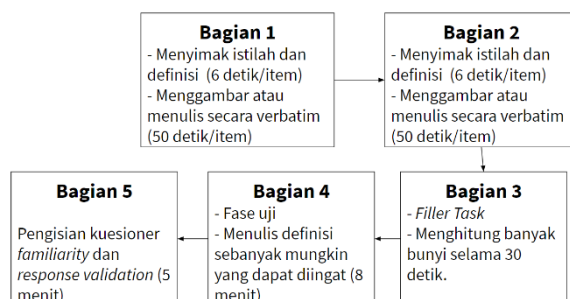 Bagian 1
- Menyimak istilah dan
definisi (6 detik/item)
- Menggambar atau
menulis secara verbatim
(50 detik/item)
Bagian 2
- Menyimak istilah dan
definisi (6 detik/item)
- Menggambar atau
menulis secara verbatim
(50 detik/item)
Bagian 3
- Filler Task
- Menghitung banyak
bunyi selama 30
detik.
Bagian 4
- Fase uji
- Menulis definisi
sebanyak mungkin
yang dapat diingat (8
menit).
Bagian 5
Pengisian kuesioner
familiarity dan
response validation (5
menit)